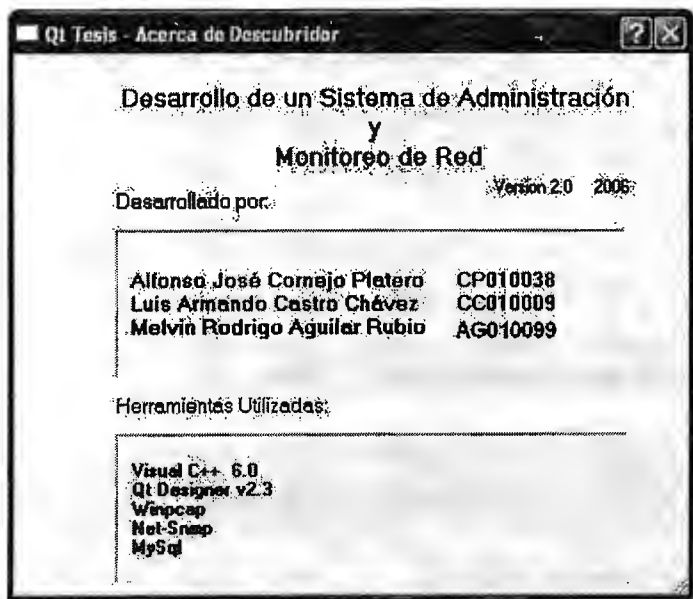 Qt Tesis - Acerca de Descubridor
Desarrollo de un Sistema de Administración
y
Monitoreo de Red
Version 2.0 2006
Desarrollado por:
Alfonso José Cornejo Platero CP010038
Luis Armando Castro Chávez CC010009
Melvin Rodrigo Aguilar Rubio AG010099
Herramientas Utilizadas:
Visual C++ 6.0
Qt Designer v2.3
Winpcap
Net-Snmp
MySql